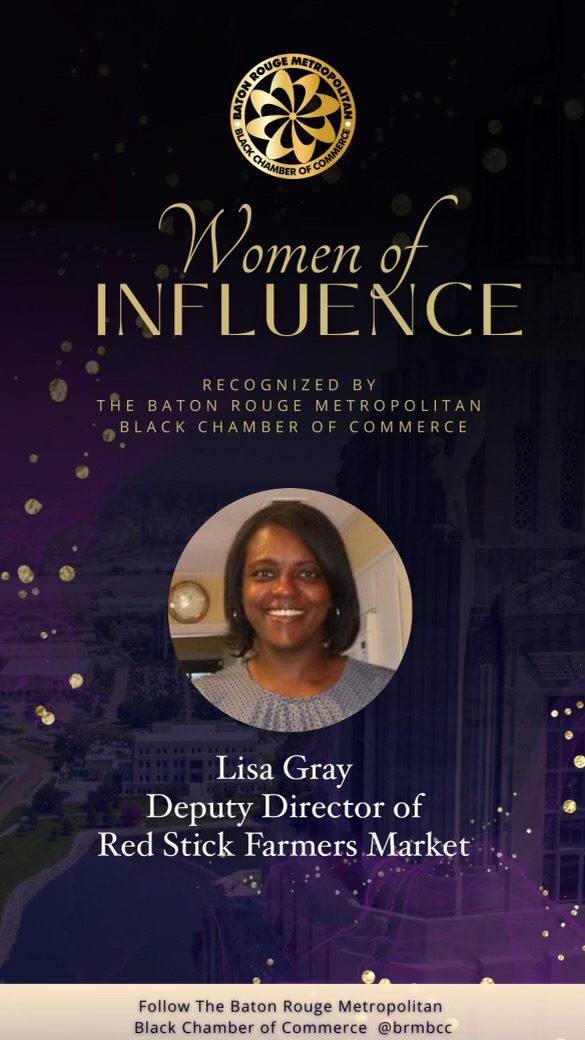 BATON ROUGE METROPOLITAN
BLACK CHAMBER OF COMMERCE
Women of
INFLUENCE
RECOGNIZED BY
THE BATON ROUGE METROPOLITAN
BLACK CHAMBER OF COMMERCE
Lisa Gray
Deputy Director of
Red Stick Farmers Market
Follow The Baton Rouge Metropolitan
Black Chamber of Commerce @brmbcc